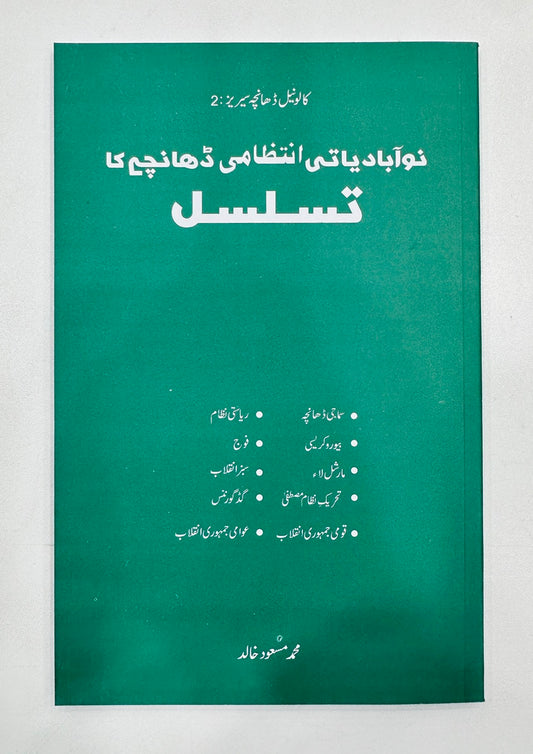 کالونیل ڈھانچہ سیریز: 2
نوآبادیاتی انتظامی ڈھانچے کا
تسلسل
• سماجی ڈھانچہ • ریاستی نظام
• بیوروکریسی • فوج
• مارشل لاء • سبز انقلاب
• تحریک نظام مصطفیٰ • گڈ گورننس
• قومی جمہوری انقلاب • عوامی جمہوری انقلاب
محمد مسعود خالد